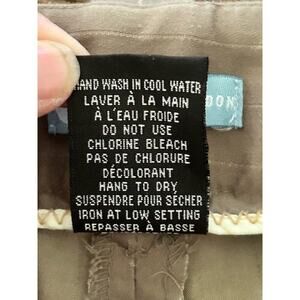 HAND WASH IN COOL WATER
LAVER À LA MAIN
À L'EAU FROIDE
DO NOT USE
CHLORINE BLEACH
PAS DE CHLORURE
DÉCOLORANT
HANG TO DRY
SUSPENDRE POUR SÉCHER
IRON AT LOW SETTING
REPASSER À BASSE
DON